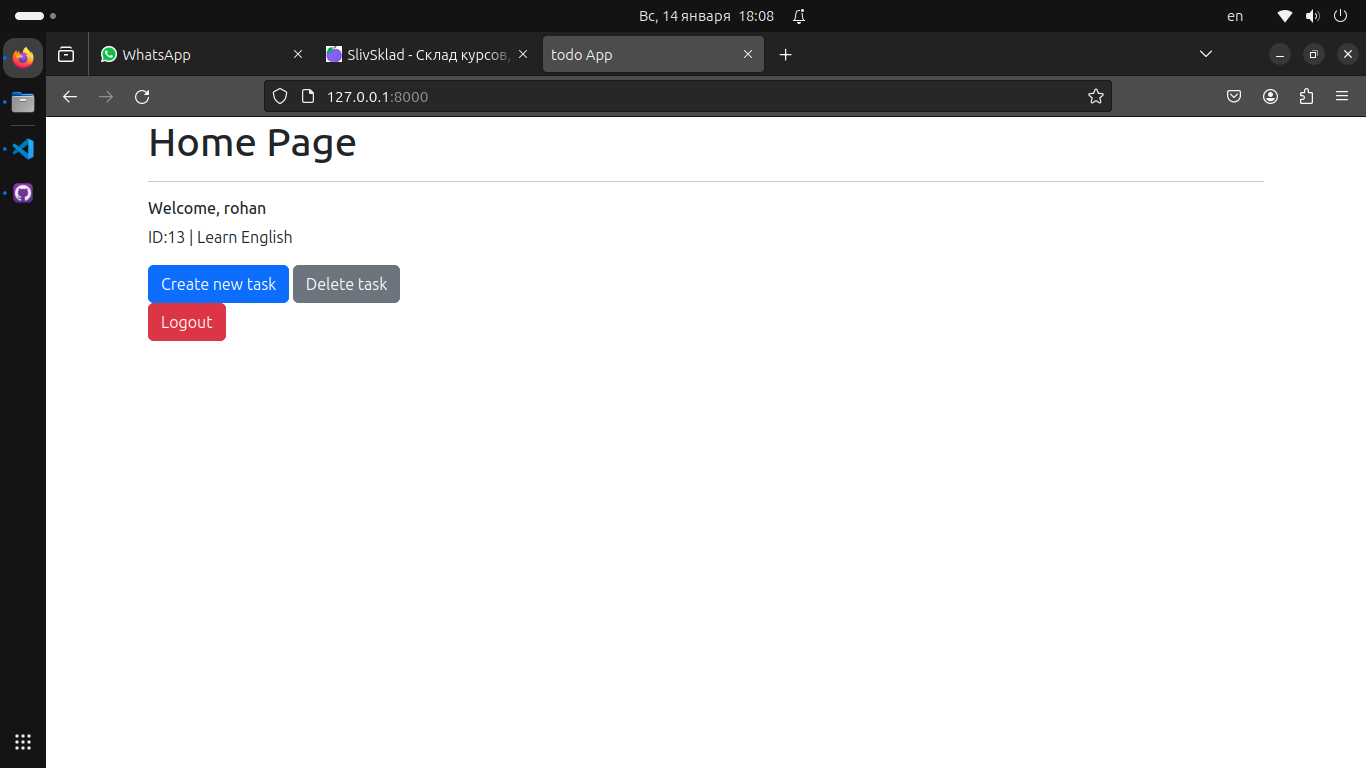 Вс, 14 января 18:08
en
WhatsApp
SlivSklad - Склад курсов,
todo App
127.0.0.1:8000
Home Page
Welcome, rohan
ID:13 | Learn English
Create new task
Delete task
Logout